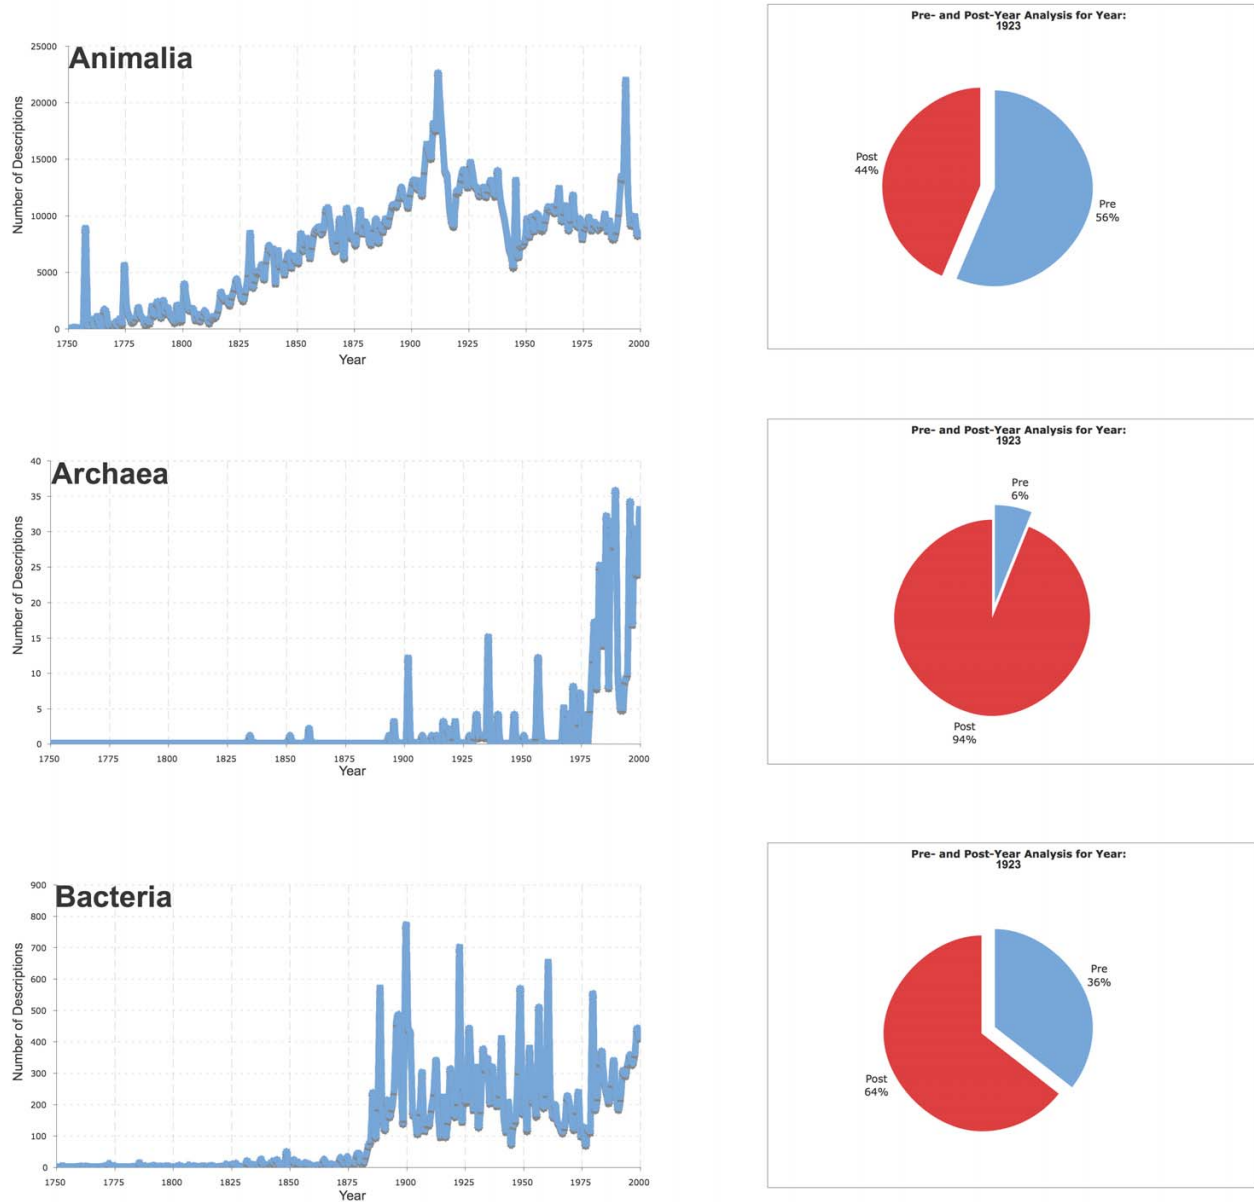 Animalia
Number of Descriptions
25000
20000
15000
10000
5000
0
1750 1775 1800 1825 1850 1875 1900 1925 1950 1975 2000
Year
Pre- and Post-Year Analysis for Year:
1923
Post
44%
Pre
56%
Archaea
Number of Descriptions
40
35
30
25
20
15
10
5
0
1750 1775 1800 1825 1850 1875 1900 1925 1950 1975 2000
Year
Pre- and Post-Year Analysis for Year:
1923
Pre
6%
Post
94%
Bacteria
Number of Descriptions
900
800
700
600
500
400
300
200
100
0
1750 1775 1800 1825 1850 1875 1900 1925 1950 1975 2000
Year
Pre- and Post-Year Analysis for Year:
1923
Pre
36%
Post
64%